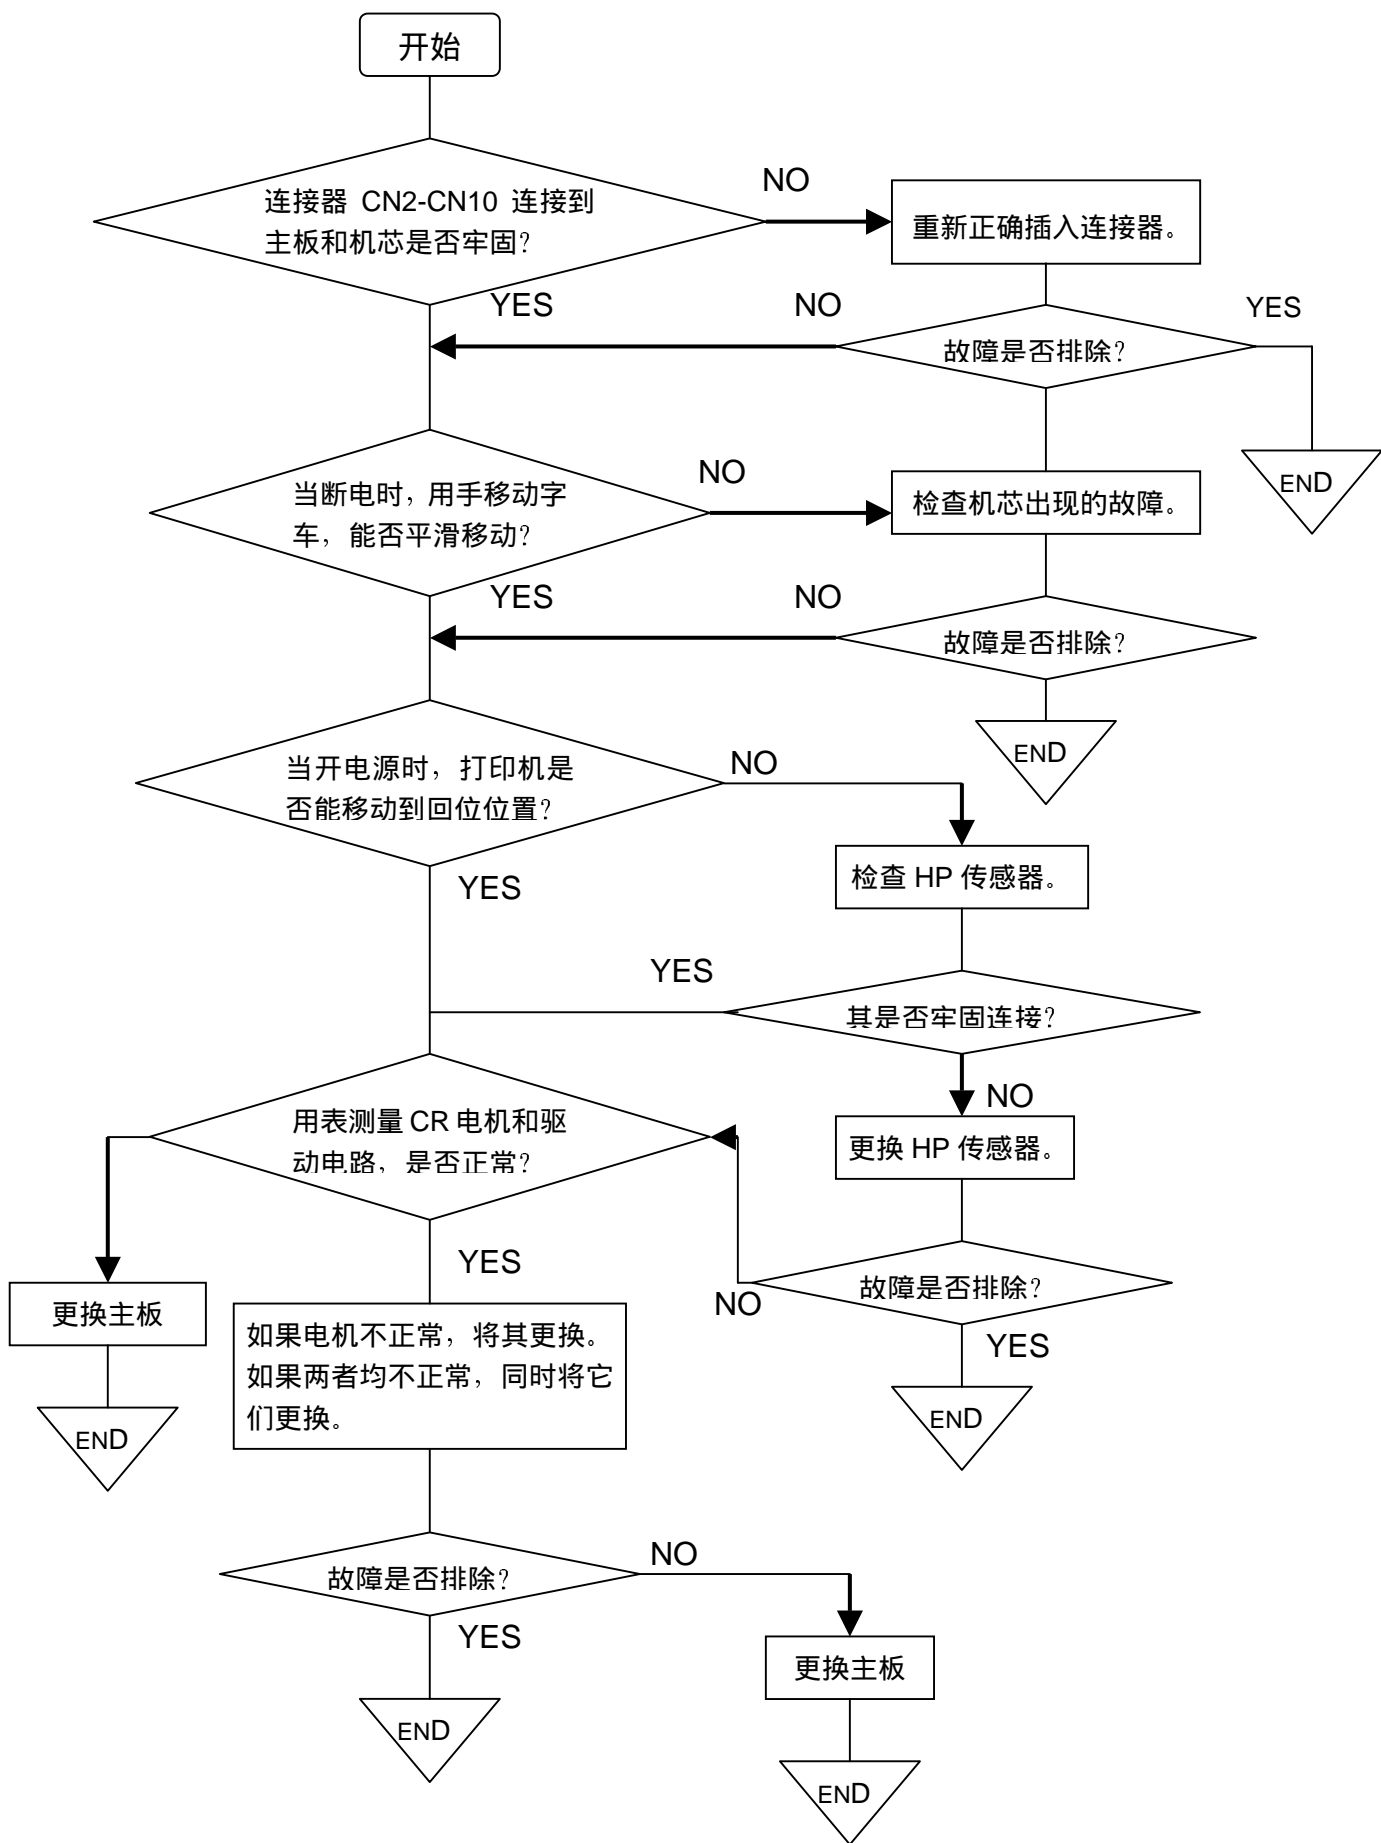 开始
连接器 CN2-CN10 连接到
主板和机芯是否牢固?
NO
重新正确插入连接器。
YES
NO
YES
故障是否排除?
当断电时，用手移动字
车，能否平滑移动?
NO
检查机芯出现的故障。
END
YES
NO
故障是否排除?
END
当开电源时，打印机是
否能移动到回位位置?
NO
检查 HP 传感器。
YES
YES
其是否牢固连接?
NO
用表测量 CR 电机和驱
动电路，是否正常?
更换 HP 传感器。
YES
故障是否排除?
NO
更换主板
如果电机不正常，将其更换。
如果两者均不正常，同时将它
们更换。
YES
END
END
故障是否排除?
NO
YES
更换主板
END
END